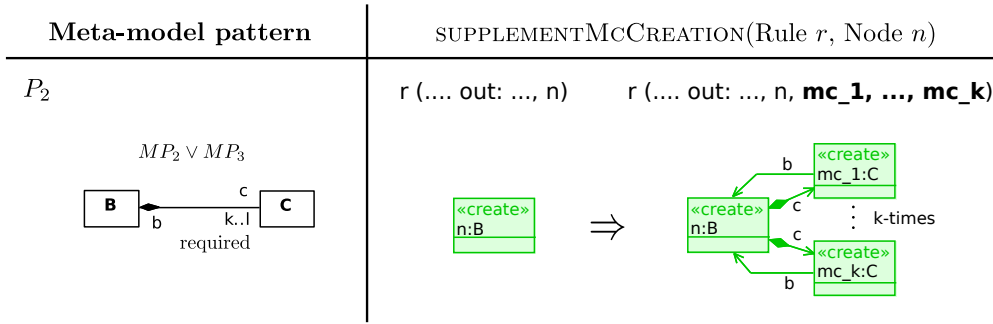 Meta-model pattern
SUPPLEMENTMCCREATION(Rule r, Node n)
P₂
r (.... out: ..., n)
r (.... out: ..., n, mc_1, ..., mc_k)
MP₂ ∨ MP₃
B
C
c
b
k..l
required
«create»
n:B
⇒
«create»
n:B
b
c
«create»
mc_1:C
⋮ k-times
c
b
«create»
mc_k:C